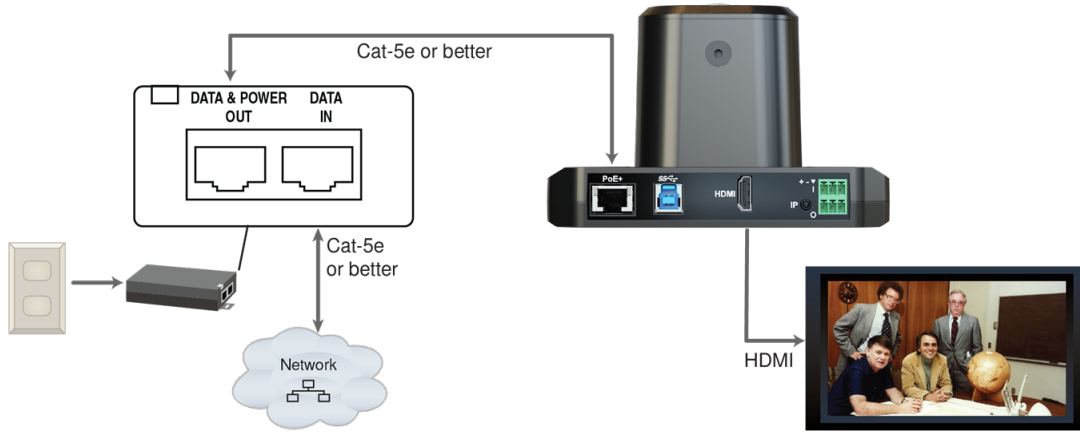 Cat-5e or better
DATA & POWER OUT
DATA IN
PoE+
SS
HDMI
+ - ▼
I
IP
O
Cat-5e
or better
Network
HDMI